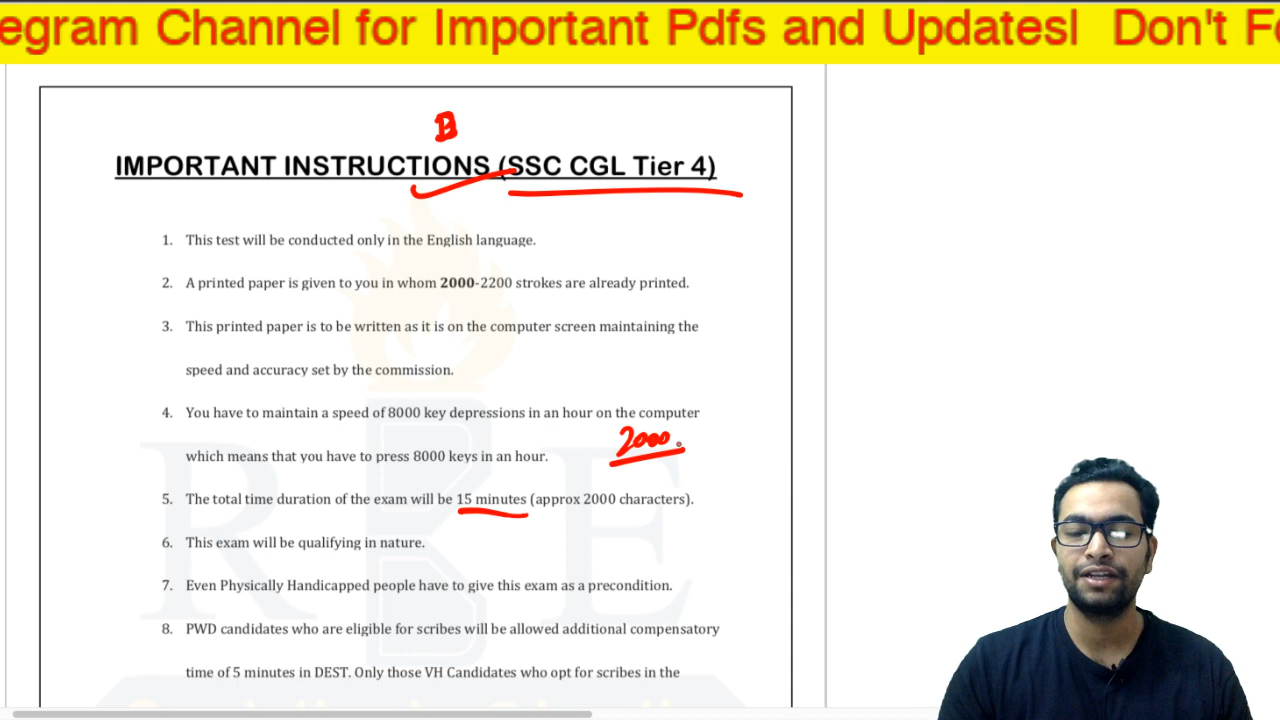 egram Channel for Important Pdfs and Updates! Don't F
B
IMPORTANT INSTRUCTIONS (SSC CGL Tier 4)
1. This test will be conducted only in the English language.
2. A printed paper is given to you in whom 2000-2200 strokes are already printed.
3. This printed paper is to be written as it is on the computer screen maintaining the
speed and accuracy set by the commission.
4. You have to maintain a speed of 8000 key depressions in an hour on the computer
2000
which means that you have to press 8000 keys in an hour.
5. The total time duration of the exam will be 15 minutes (approx 2000 characters).
6. This exam will be qualifying in nature.
7. Even Physically Handicapped people have to give this exam as a precondition.
8. PWD candidates who are eligible for scribes will be allowed additional compensatory
time of 5 minutes in DEST. Only those VH Candidates who opt for scribes in the
R B E